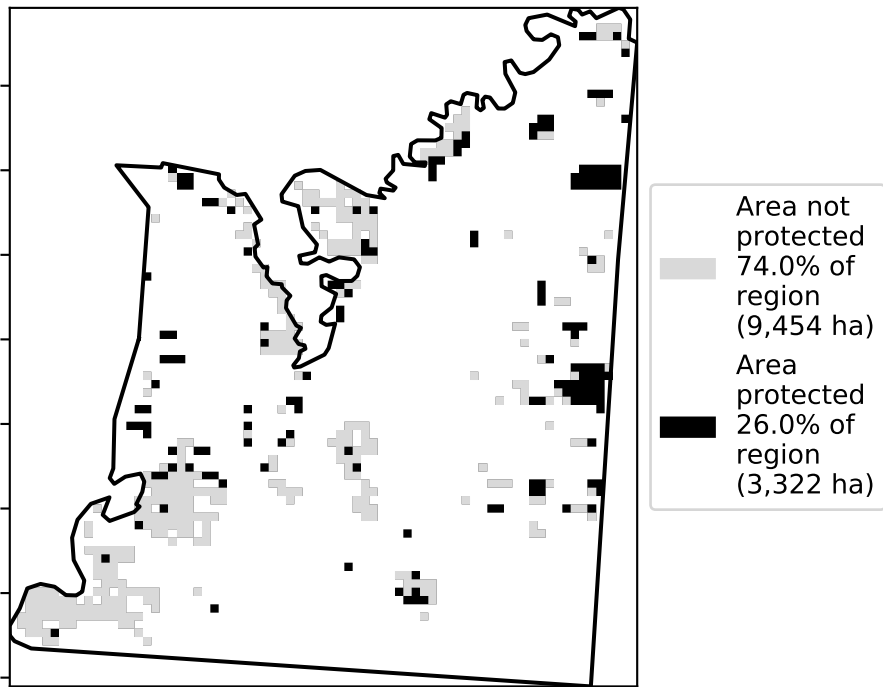 Area not
protected
74.0% of
region
(9,454 ha)
Area
protected
26.0% of
region
(3,322 ha)